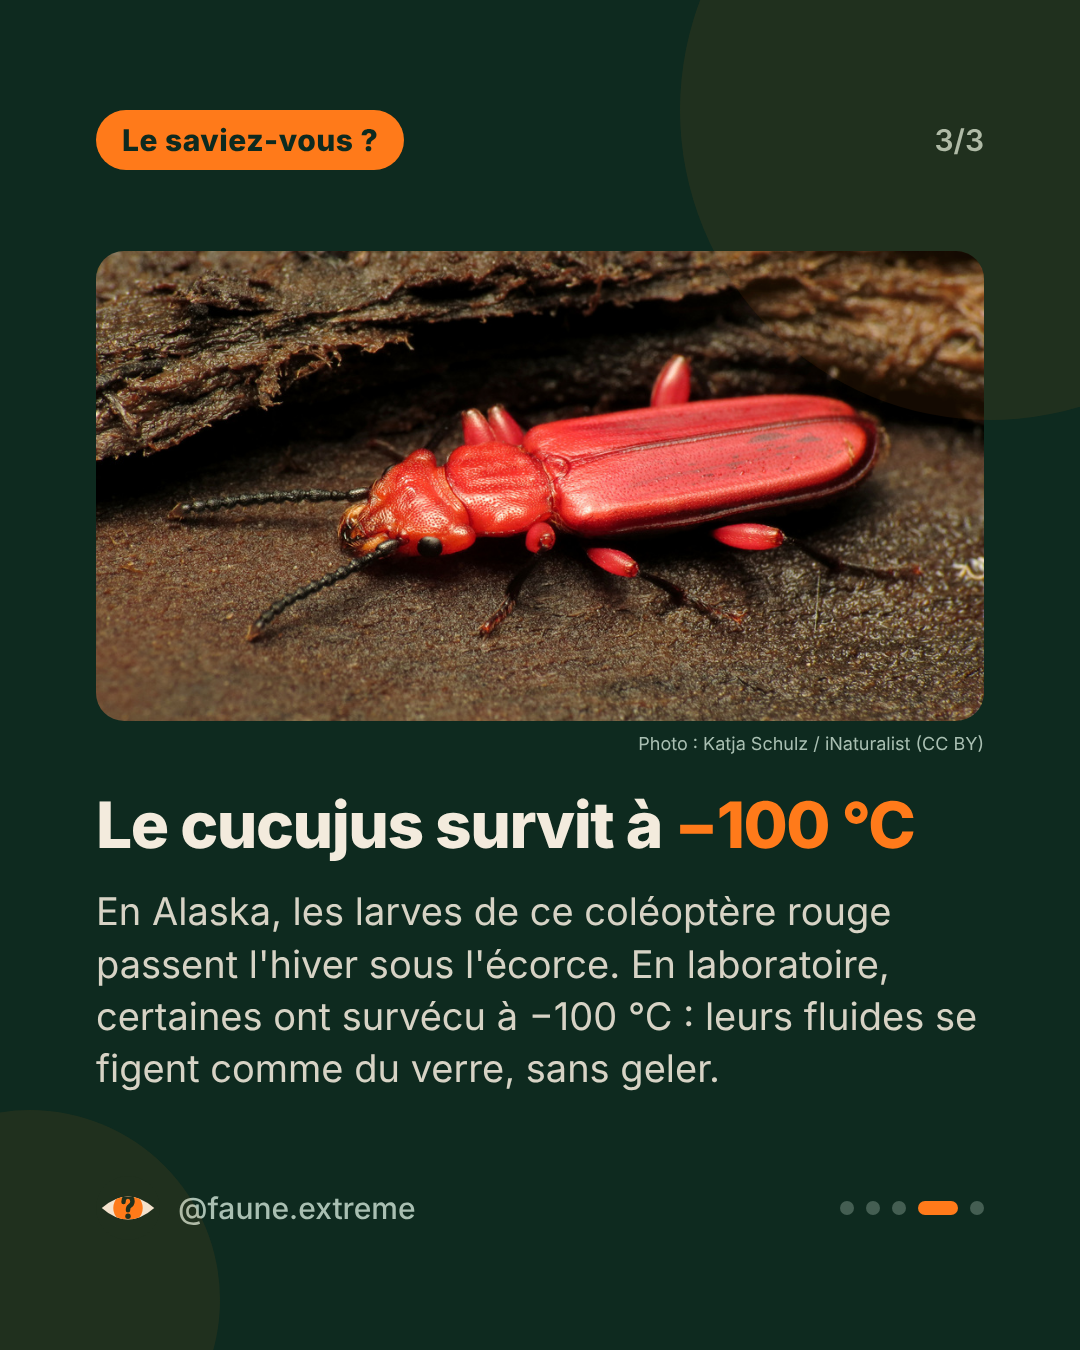 Le saviez-vous ?
3/3
Photo : Katja Schulz / iNaturalist (CC BY)
Le cucujus survit à −100 °C
En Alaska, les larves de ce coléoptère rouge
passent l'hiver sous l'écorce. En laboratoire,
certaines ont survécu à −100 °C : leurs fluides se
figent comme du verre, sans geler.
?
@faune.extreme